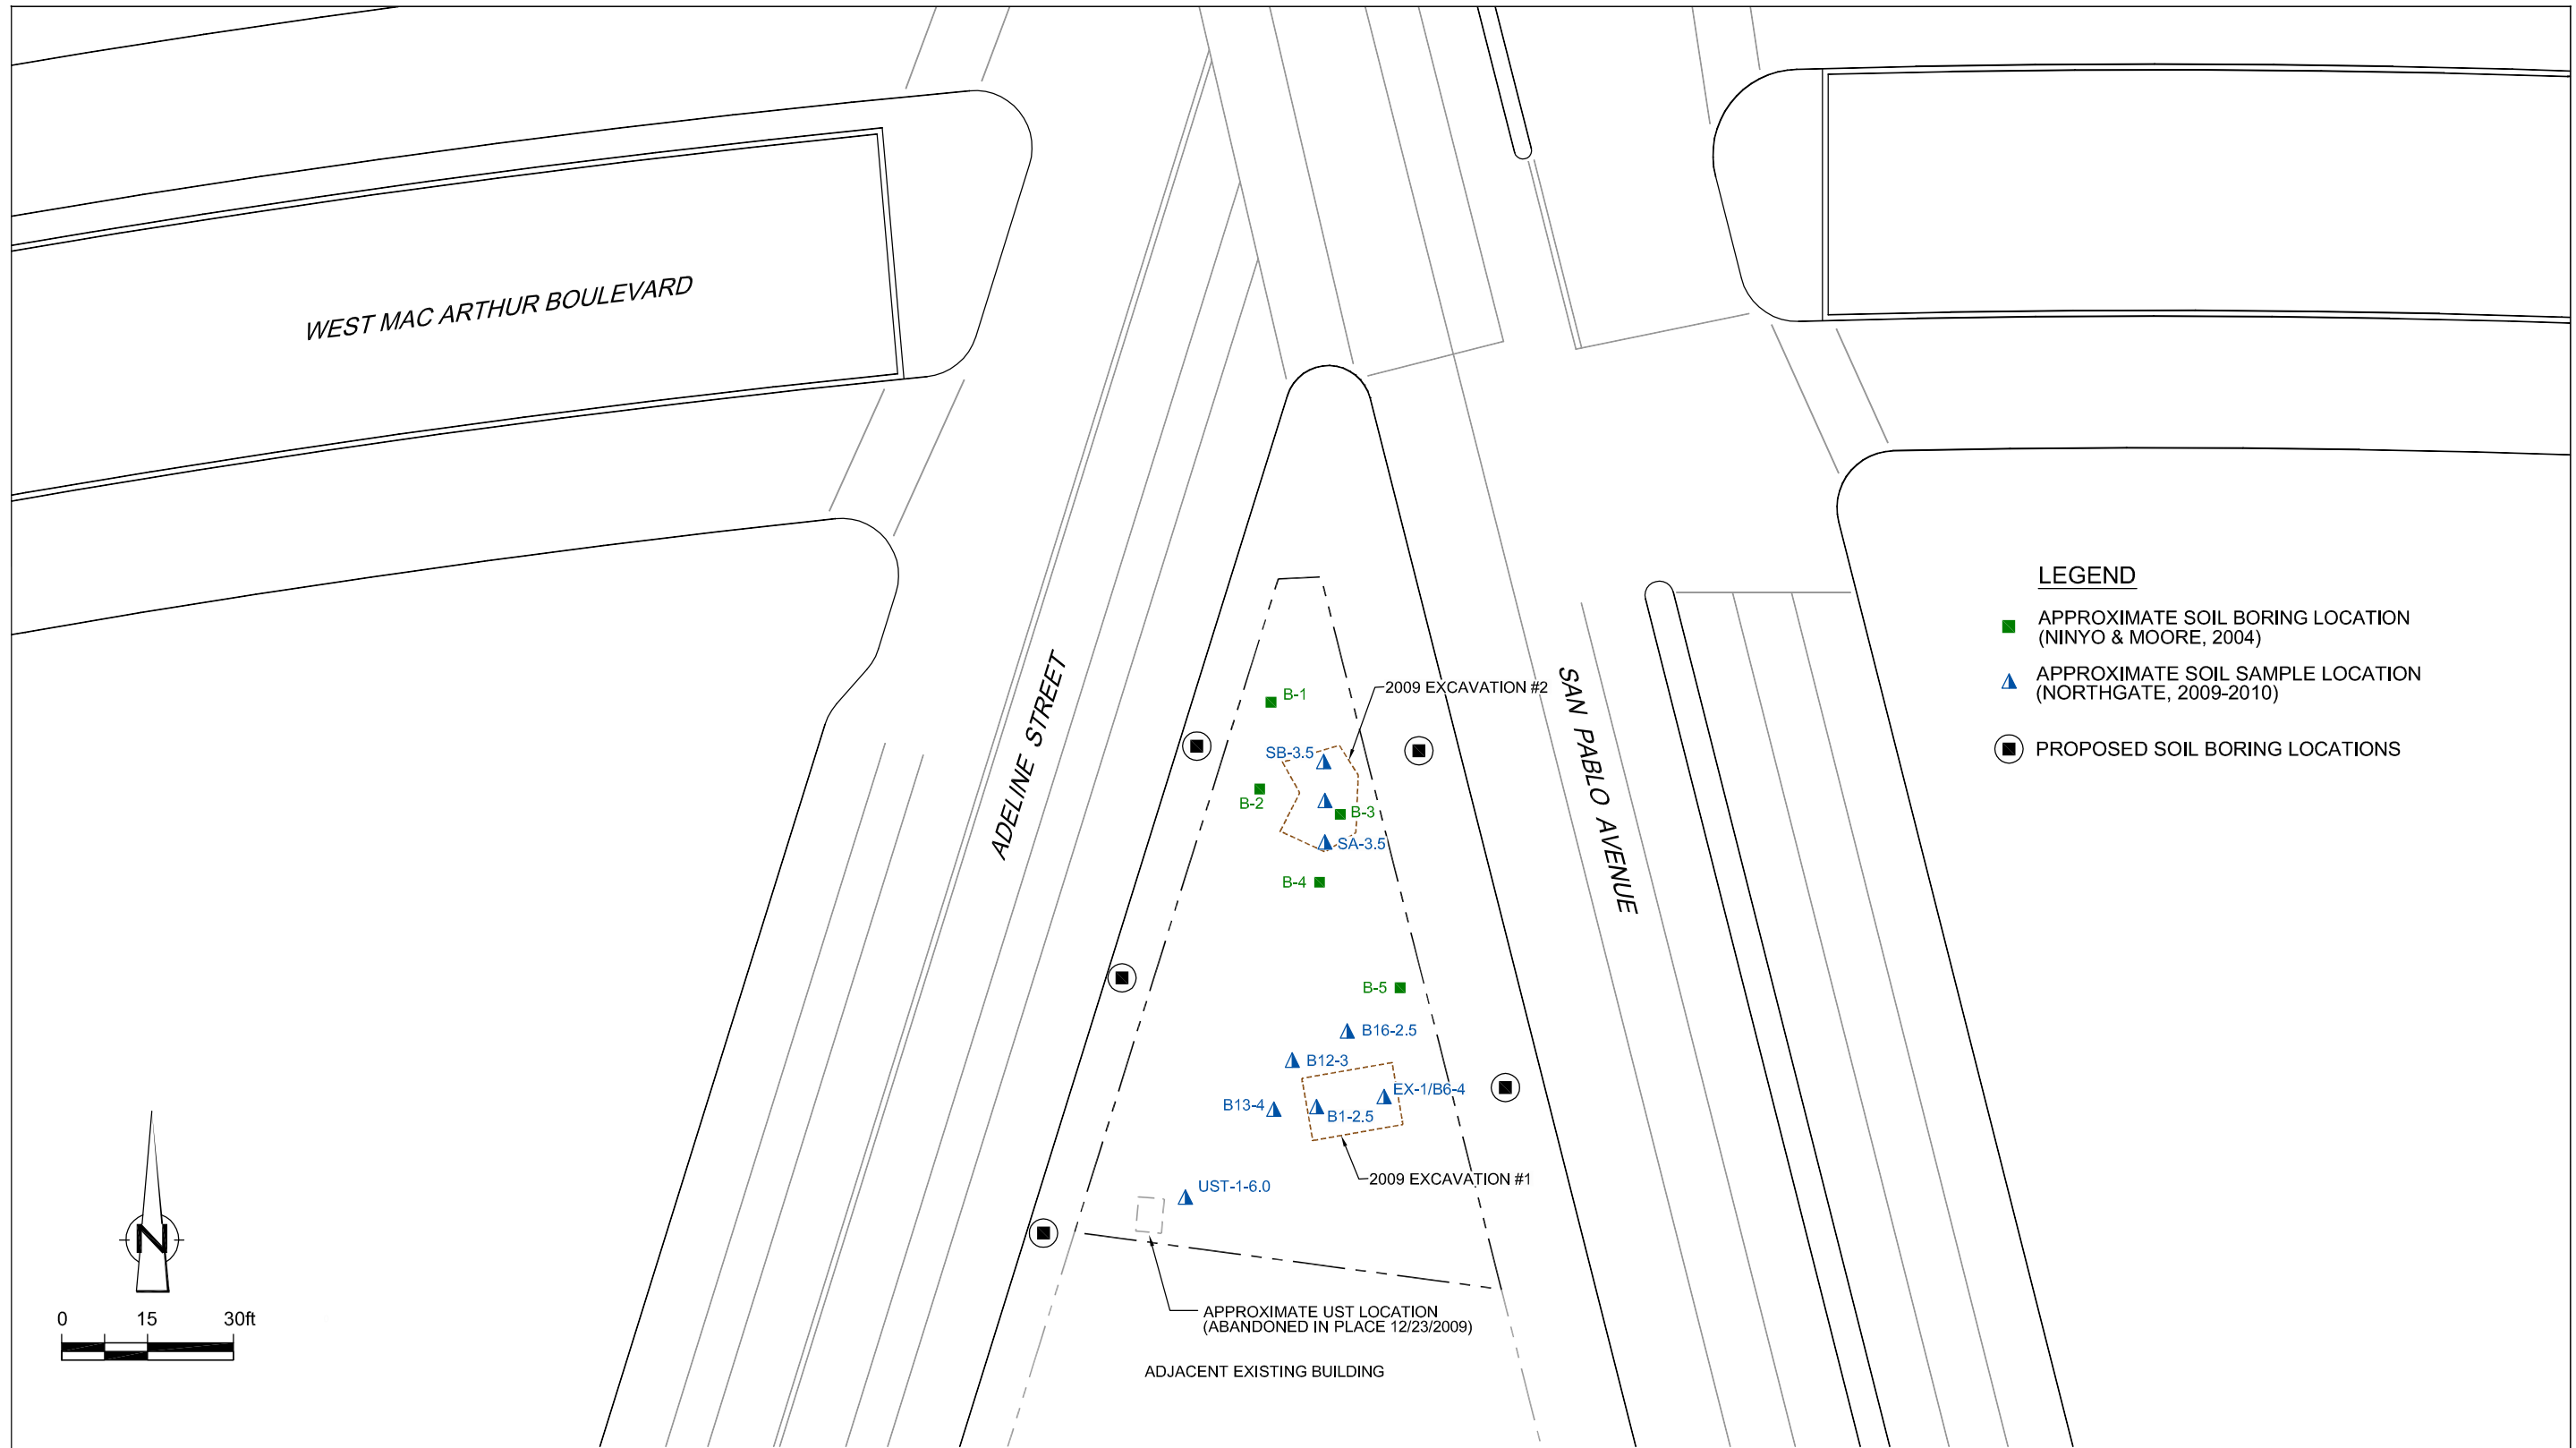 WEST MAC ARTHUR BOULEVARD
ADELINE STREET
SAN PABLO AVENUE
B-1
2009 EXCAVATION #2
SB-3.5
B-2
B-3
SA-3.5
B-4
B-5
B16-2.5
B12-3
EX-1/B6-4
B13-4
B1-2.5
2009 EXCAVATION #1
UST-1-6.0
APPROXIMATE UST LOCATION
(ABANDONED IN PLACE 12/23/2009)
ADJACENT EXISTING BUILDING
LEGEND
APPROXIMATE SOIL BORING LOCATION
(NINYO & MOORE, 2004)
APPROXIMATE SOIL SAMPLE LOCATION
(NORTHGATE, 2009-2010)
PROPOSED SOIL BORING LOCATIONS
N
0 15 30ft